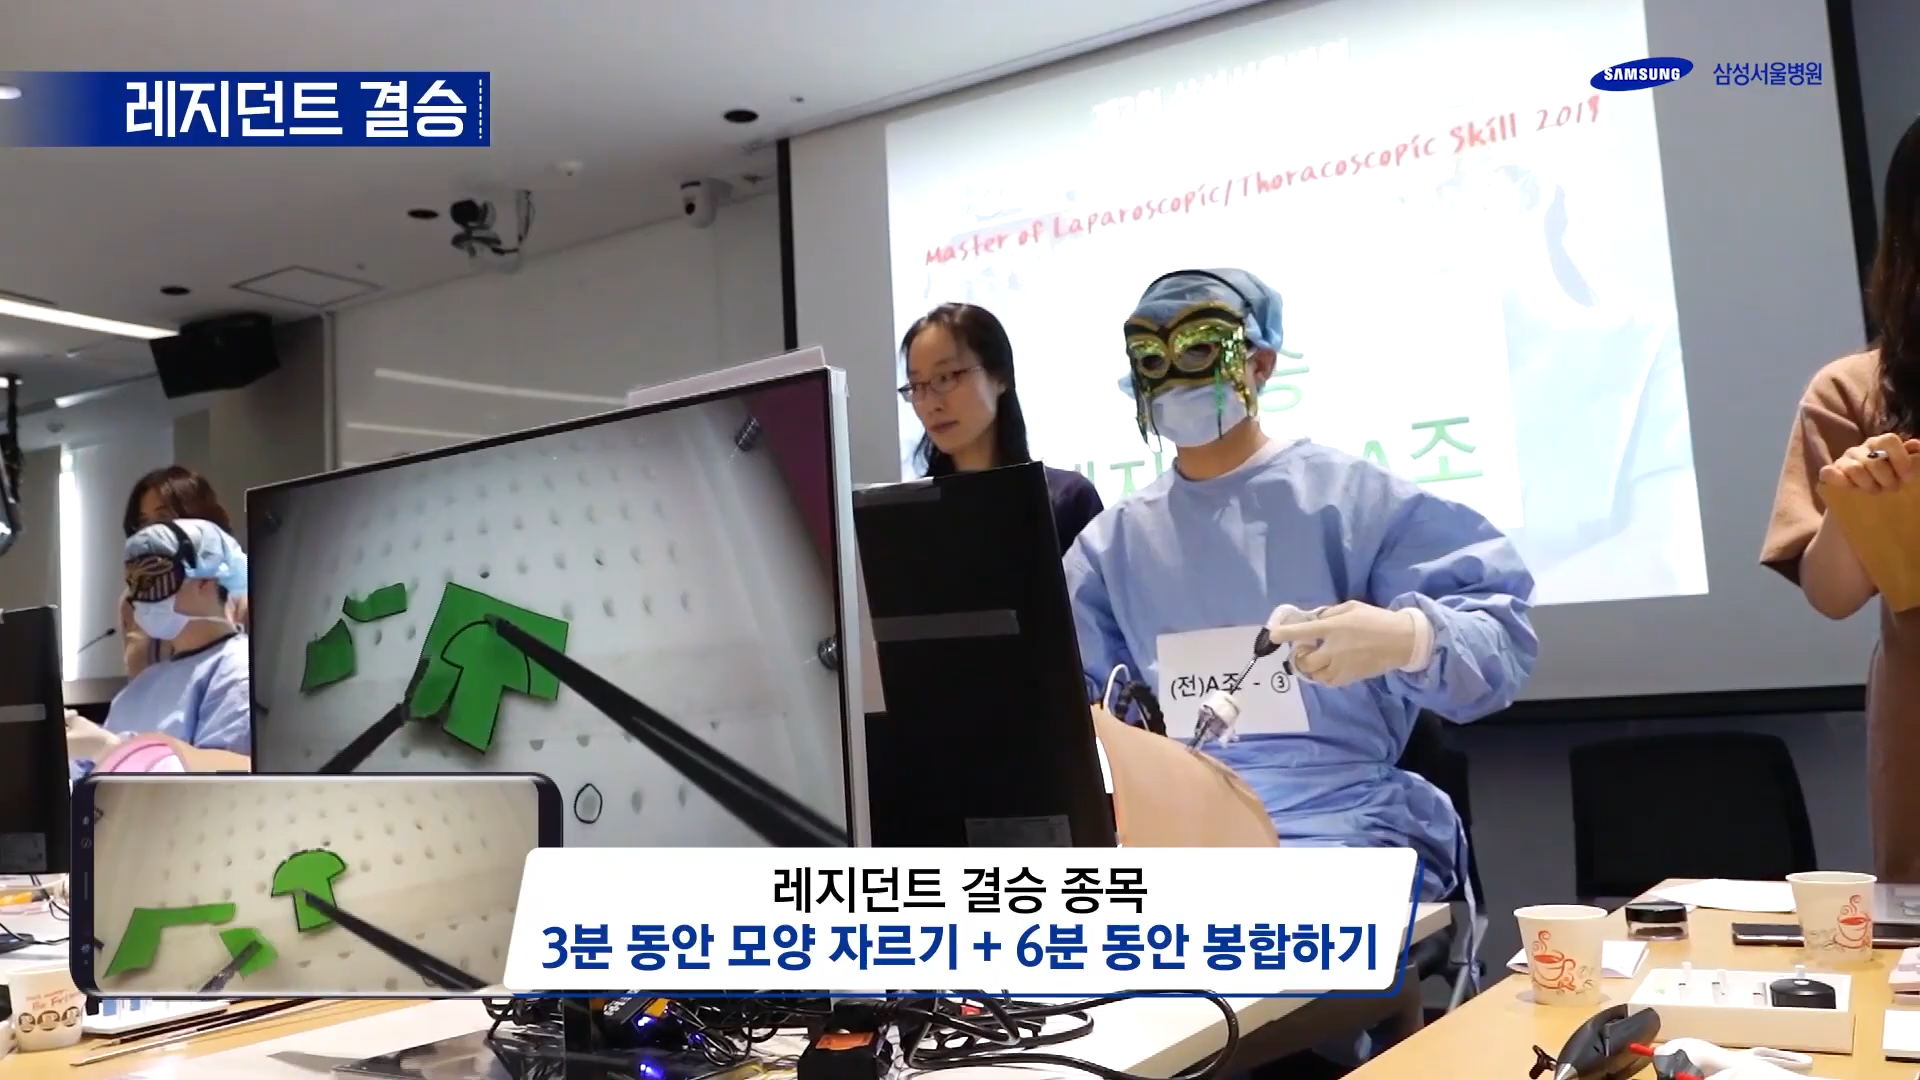 레지던트 결승
SAMSUNG 삼성서울병원
Master of Laparoscopic/Thoracoscopic Skill 2019
A조
(전)A조 - ③
레지던트 결승 종목
3분 동안 모양 자르기 + 6분 동안 봉합하기